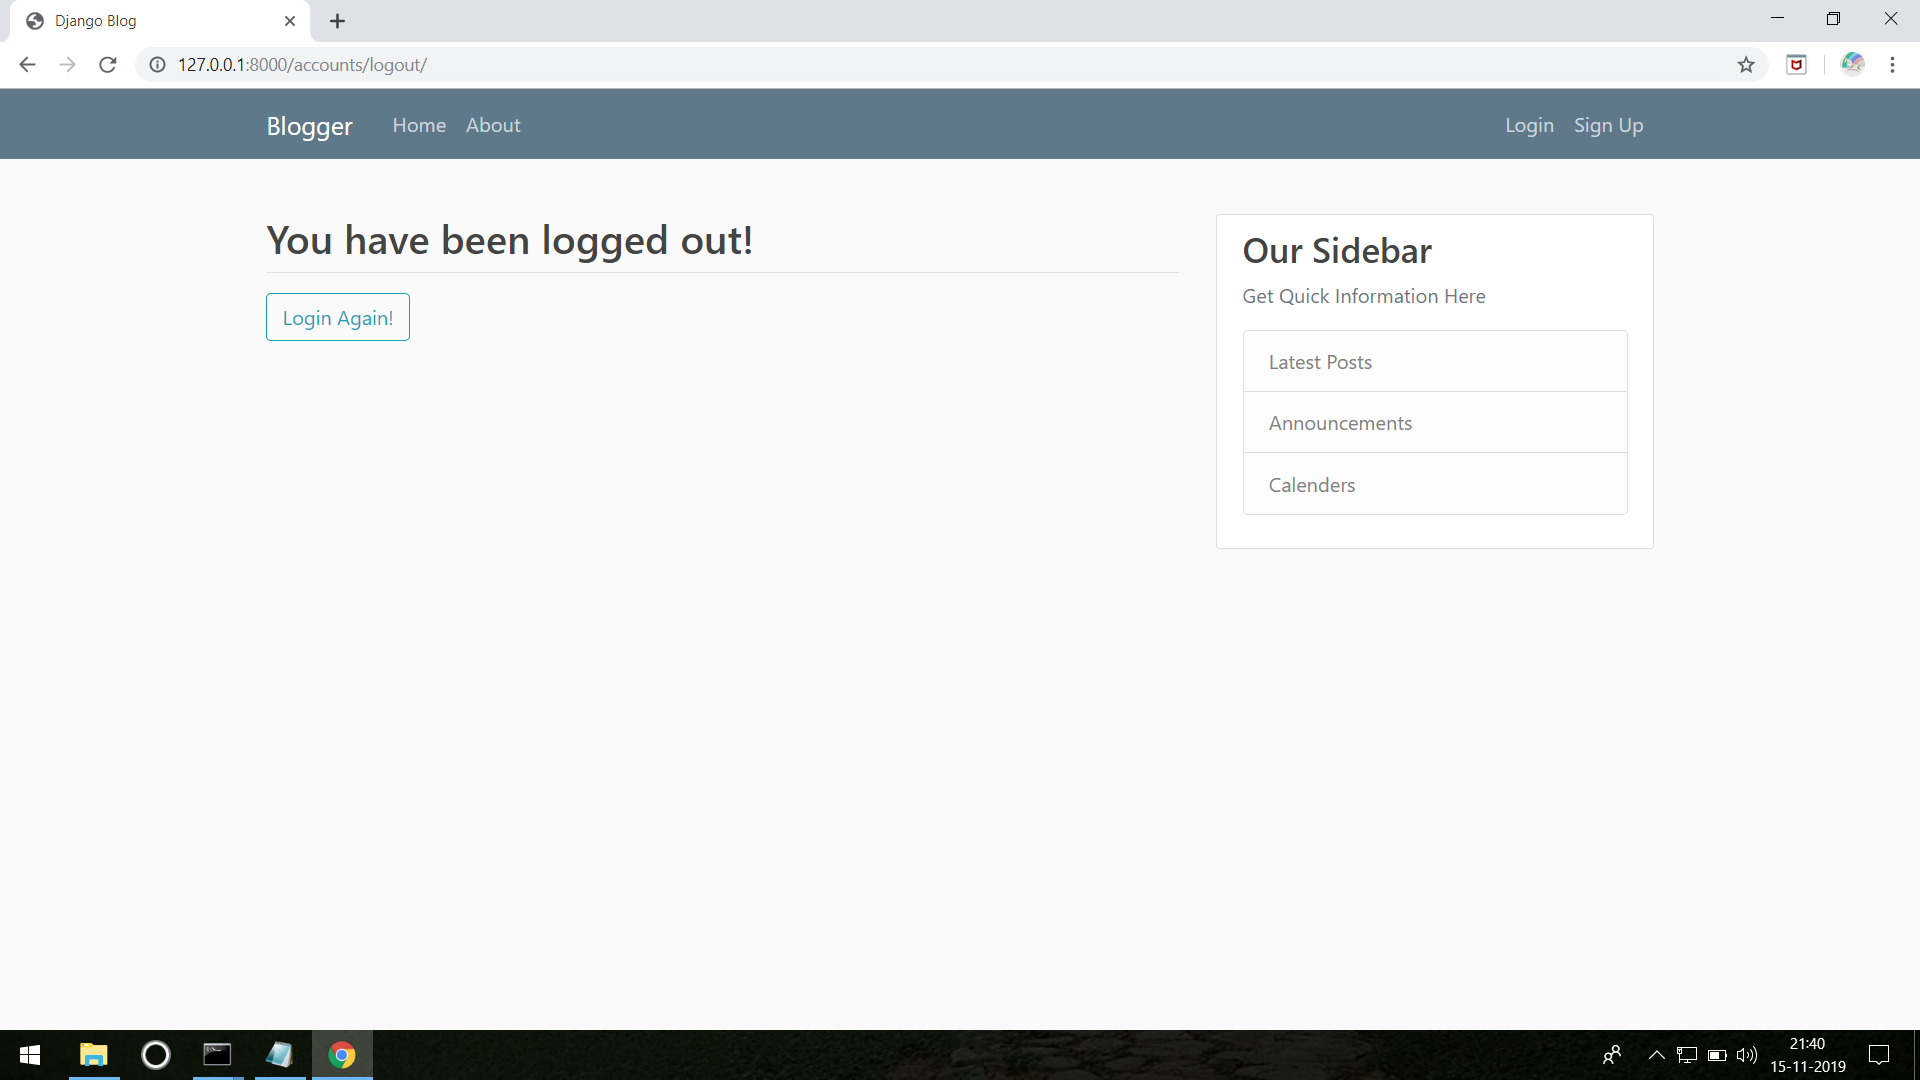 Django Blog
127.0.0.1:8000/accounts/logout/
Blogger Home About Login Sign Up
You have been logged out!
Login Again!
Our Sidebar
Get Quick Information Here
Latest Posts
Announcements
Calenders
21:40
15-11-2019